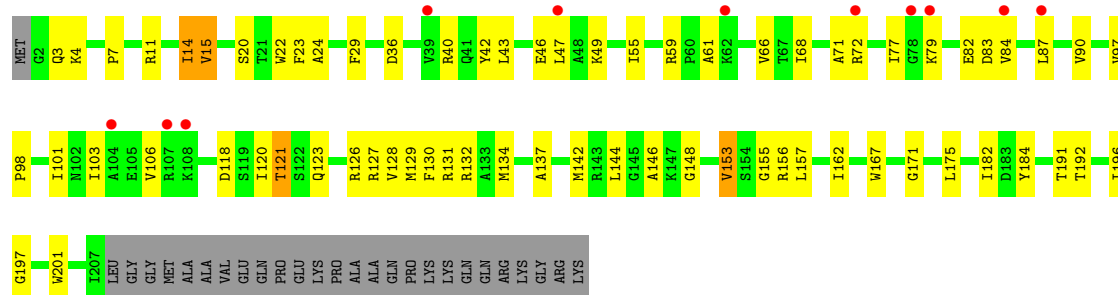 MET G2 Q3 K4 P7 R11 I14 V15 S20 T21 W22 F23 A24 F29 D36 V39 R40 Q41 Y42 L43 E46 L47 A48 K49 I55 R59 P60 A61 K62 V66 T67 I68 A71 R72 I77 G78 K79 E82 D83 V84 L87 V90 V97
P98 I101 N102 I103 A104 E105 V106 R107 K108 D118 S119 I120 T121 S122 Q123 R126 R127 V128 M129 F130 R131 R132 A133 M134 A137 M142 R143 L144 G145 A146 K147 G148 V153 S154 G155 R156 L157 I162 W167 G171 L175 I182 D183 Y184 T191 T192 I196
G197 W201 I207 LEU GLY GLY MET ALA ALA VAL GLU GLN PRO GLU LYS PRO ALA ALA GLN PRO LYS LYS GLN GLN ARG LYS GLY ARG LYS